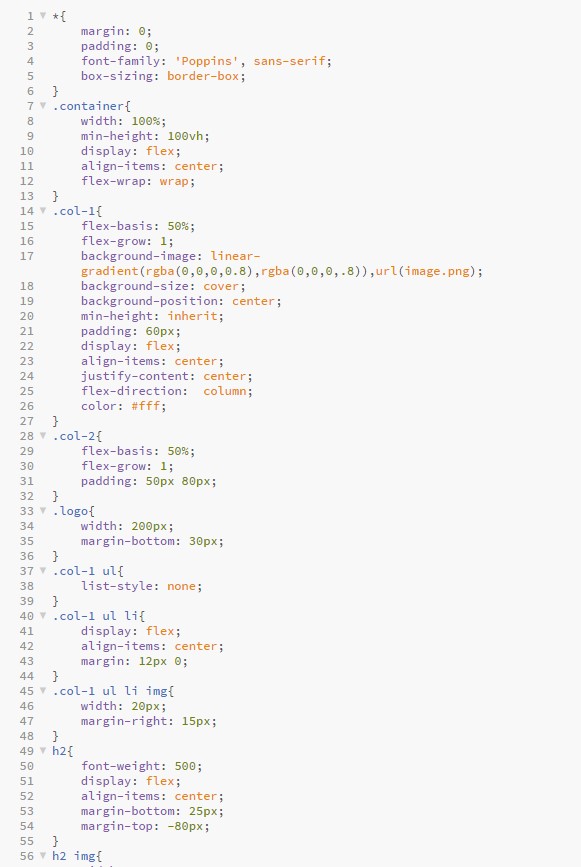 1 *{
2 margin: 0;
3 padding: 0;
4 font-family: 'Poppins', sans-serif;
5 box-sizing: border-box;
6 }
7 .container{
8 width: 100%;
9 min-height: 100vh;
10 display: flex;
11 align-items: center;
12 flex-wrap: wrap;
13 }
14 .col-1{
15 flex-basis: 50%;
16 flex-grow: 1;
17 background-image: linear-
gradient(rgba(0,0,0,0.8),rgba(0,0,0,.8)),url(image.png);
18 background-size: cover;
19 background-position: center;
20 min-height: inherit;
21 padding: 60px;
22 display: flex;
23 align-items: center;
24 justify-content: center;
25 flex-direction:  column;
26 color: #fff;
27 }
28 .col-2{
29 flex-basis: 50%;
30 flex-grow: 1;
31 padding: 50px 80px;
32 }
33 .logo{
34 width: 200px;
35 margin-bottom: 30px;
36 }
37 .col-1 ul{
38 list-style: none;
39 }
40 .col-1 ul li{
41 display: flex;
42 align-items: center;
43 margin: 12px 0;
44 }
45 .col-1 ul li img{
46 width: 20px;
47 margin-right: 15px;
48 }
49 h2{
50 font-weight: 500;
51 display: flex;
52 align-items: center;
53 margin-bottom: 25px;
54 margin-top: -80px;
55 }
56 h2 img{